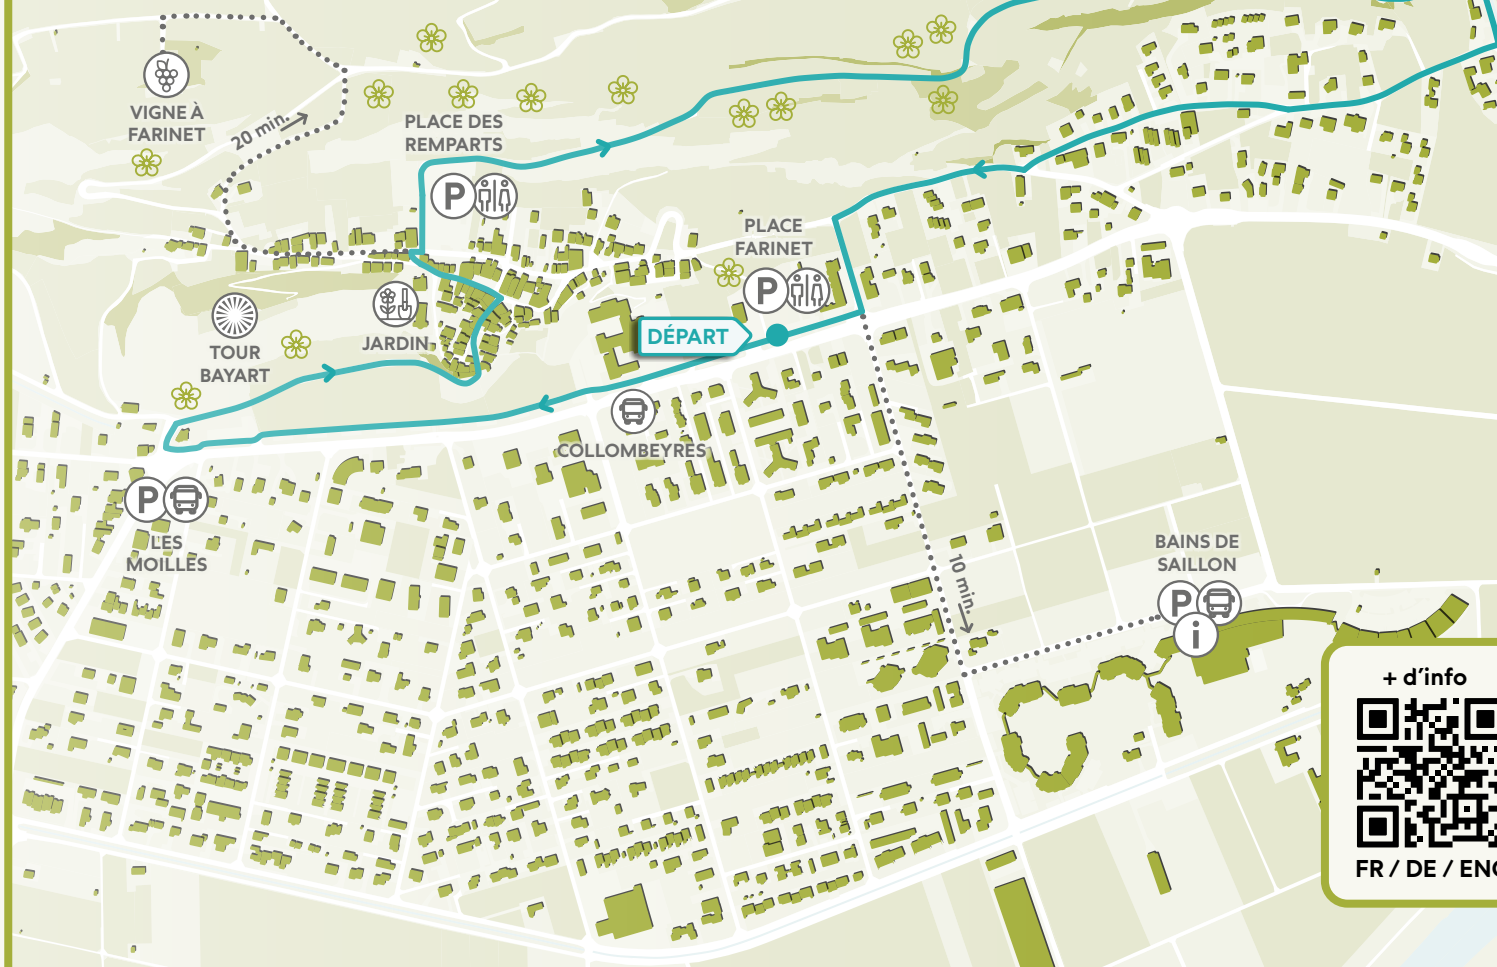 VIGNE À
FARINET
20 min.
PLACE DES
REMPARTS
P
PLACE
FARINET
P
DÉPART
TOUR
BAYART
JARDIN
COLLOMBEYRES
P
LES
MOILLES
10 min.
BAINS DE
SAILLON
P
i
+ d'info
FR / DE / ENG